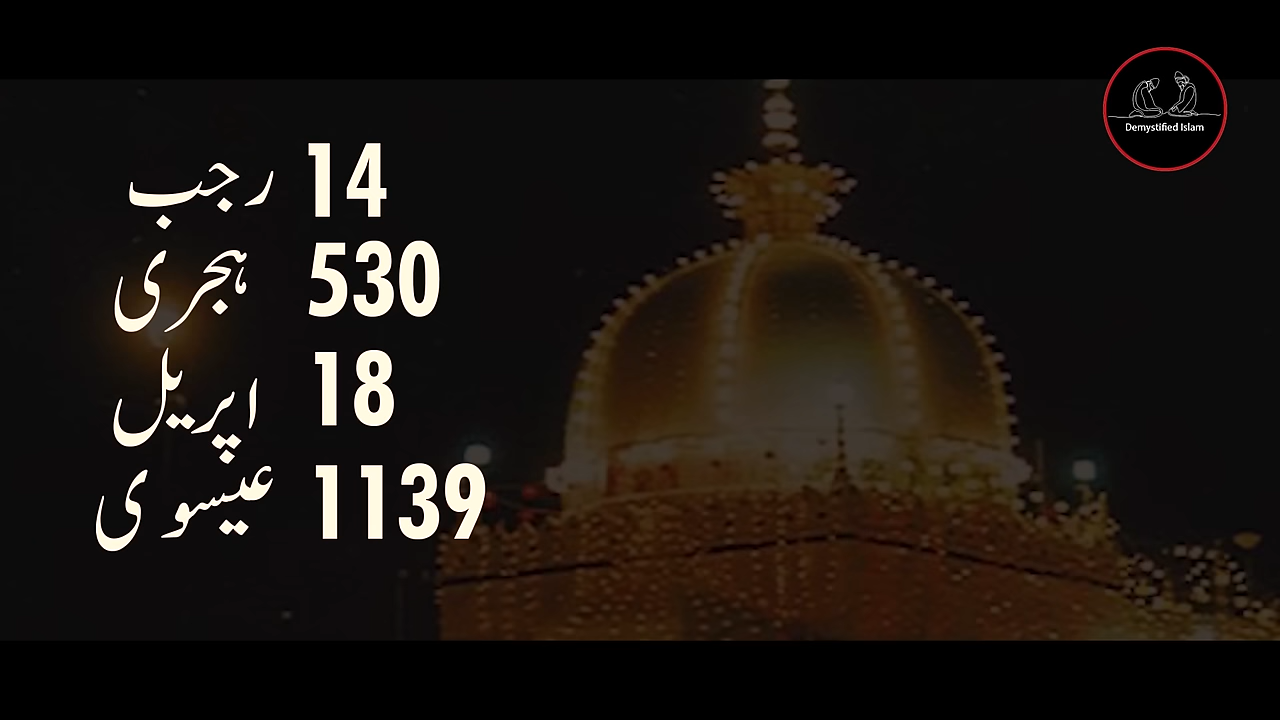 14 رجب
530 ہجری
18 اپریل
1139 عیسوی
Demystified Islam